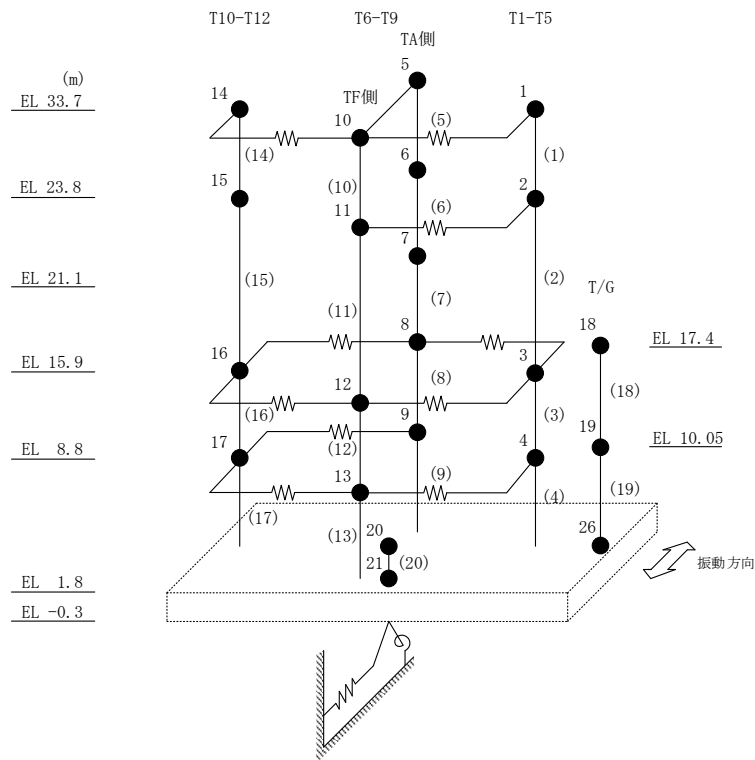 T10-T12 T6-T9 T1-T5
TA側
(m) 5
EL 33.7 14 TF側 1
10 (5)
(14) (1)
6
EL 23.8 15 (10) 2
11 (6)
7
EL 21.1 (15) (2)
(7) T/G
(11)
8 18
EL 17.4
EL 15.9 16 3
12 (8)
(18)
(16) 9 (3)
19
EL 8.8 17 (12) 4 EL 10.05
13 (9)
(4) (19)
(17)
(13) 20 26
21 (20) 振動方向
EL 1.8
EL -0.3